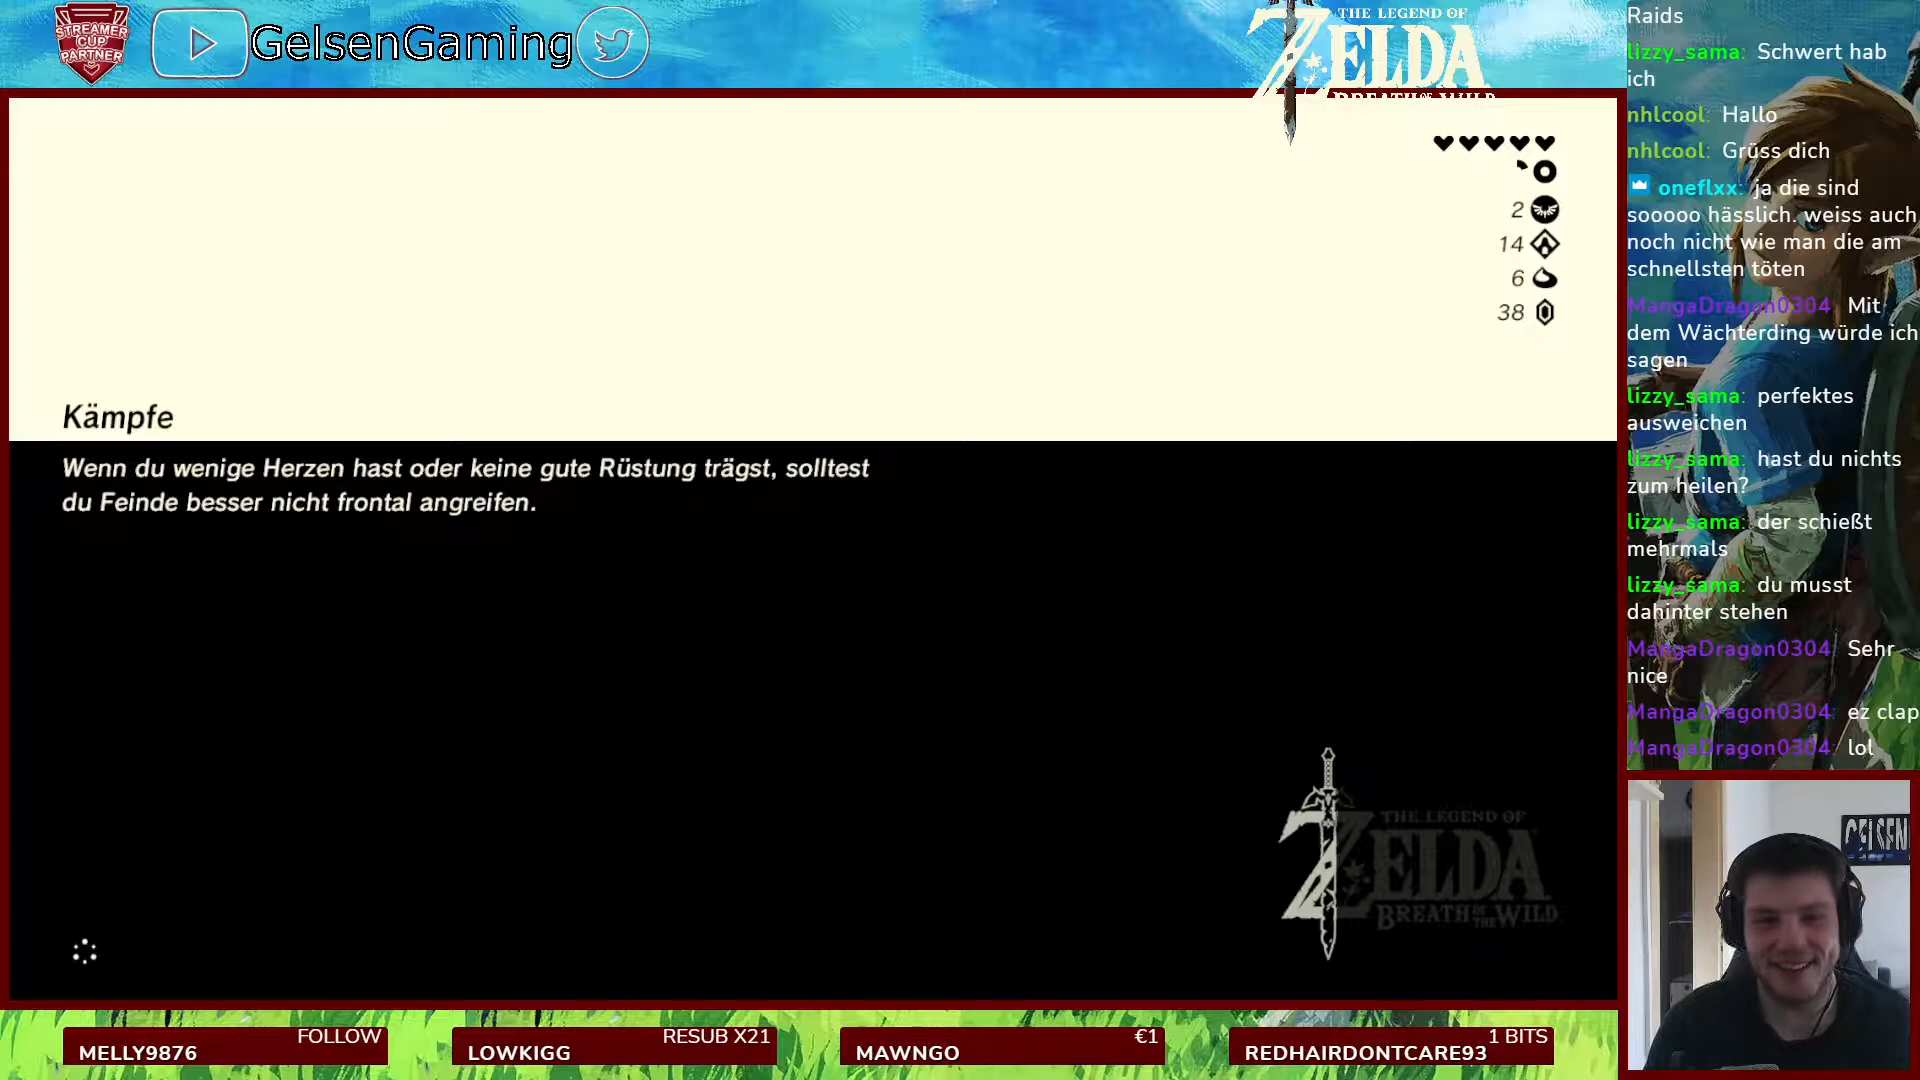 STREAMER
CUP
PARTNER
GelsenGaming
THE LEGEND OF
ZELDA
BREATH OF WILD
2
14
6
38
Kämpfe
Wenn du wenige Herzen hast oder keine gute Rüstung trägst, solltest
du Feinde besser nicht frontal angreifen.
THE LEGEND OF
ZELDA
BREATH OF THE WILD
Raids
lizzy_sama: Schwert hab
ich
nhlcool: Hallo
nhlcool: Grüss dich
oneflxx: ja die sind
sooooo hässlich. weiss auch
noch nicht wie man die am
schnellsten töten
MangaDragon0304: Mit
dem Wächterding würde ich
sagen
lizzy_sama: perfektes
ausweichen
lizzy_sama: hast du nichts
zum heilen?
lizzy_sama: der schießt
mehrmals
lizzy_sama: du musst
dahinter stehen
MangaDragon0304: Sehr
nice
MangaDragon0304: ez clap
MangaDragon0304: lol
GELSEN
FOLLOW
MELLY9876
RESUB X21
LOWKIGG
€1
MAWNGO
1 BITS
REDHAIRDONTCARE93